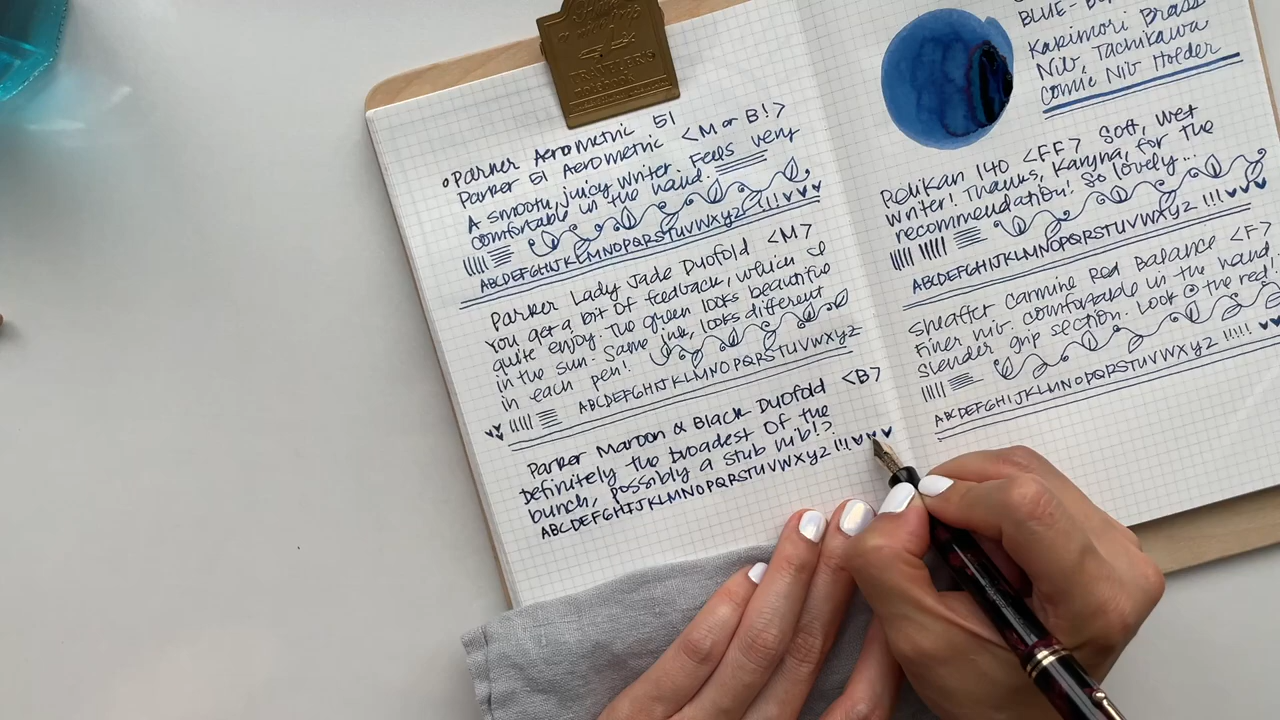 TRAVELER'S
NOTEBOOK
Parker Aerometric 51
Parker 51 Aerometric <M or B!>
A smooth, juicy writer. Feels very
comfortable in the hand.
!!! ♥♥♥
ABCDEFGHIJKLMNOPQRSTUVWXYZ
Parker Lady Jade Duofold <M>
You get a bit of feedback, which I
quite enjoy. The green looks beautiful
in the sun. Same ink, looks different
in each pen!
ABCDEFGHIJKLMNOPQRSTUVWXYZ
Parker Maroon & Black Duofold <B>
Definitely the broadest of the
bunch, possibly a stub nib!?
ABCDEFGHIJKLMNOPQRSTUVWXYZ !!! ♥♥♥
BLUE-
Kakimori Brass
Nib, Tachikawa
Comic Nib Holder
Pelikan 140 <FF> Soft, wet
writer! Thanks, Karyna, for the
recommendation! So lovely...
ABCDEFGHIJKLMNOPQRSTUVWXYZ !!! ♥♥♥
Sheaffer Carmine Red Balance <F>
Finer nib. Comfortable in the hand,
slender grip section. Look @ the red!
ABCDEFGHIJKLMNOPQRSTUVWXYZ !!!!! ♥♥